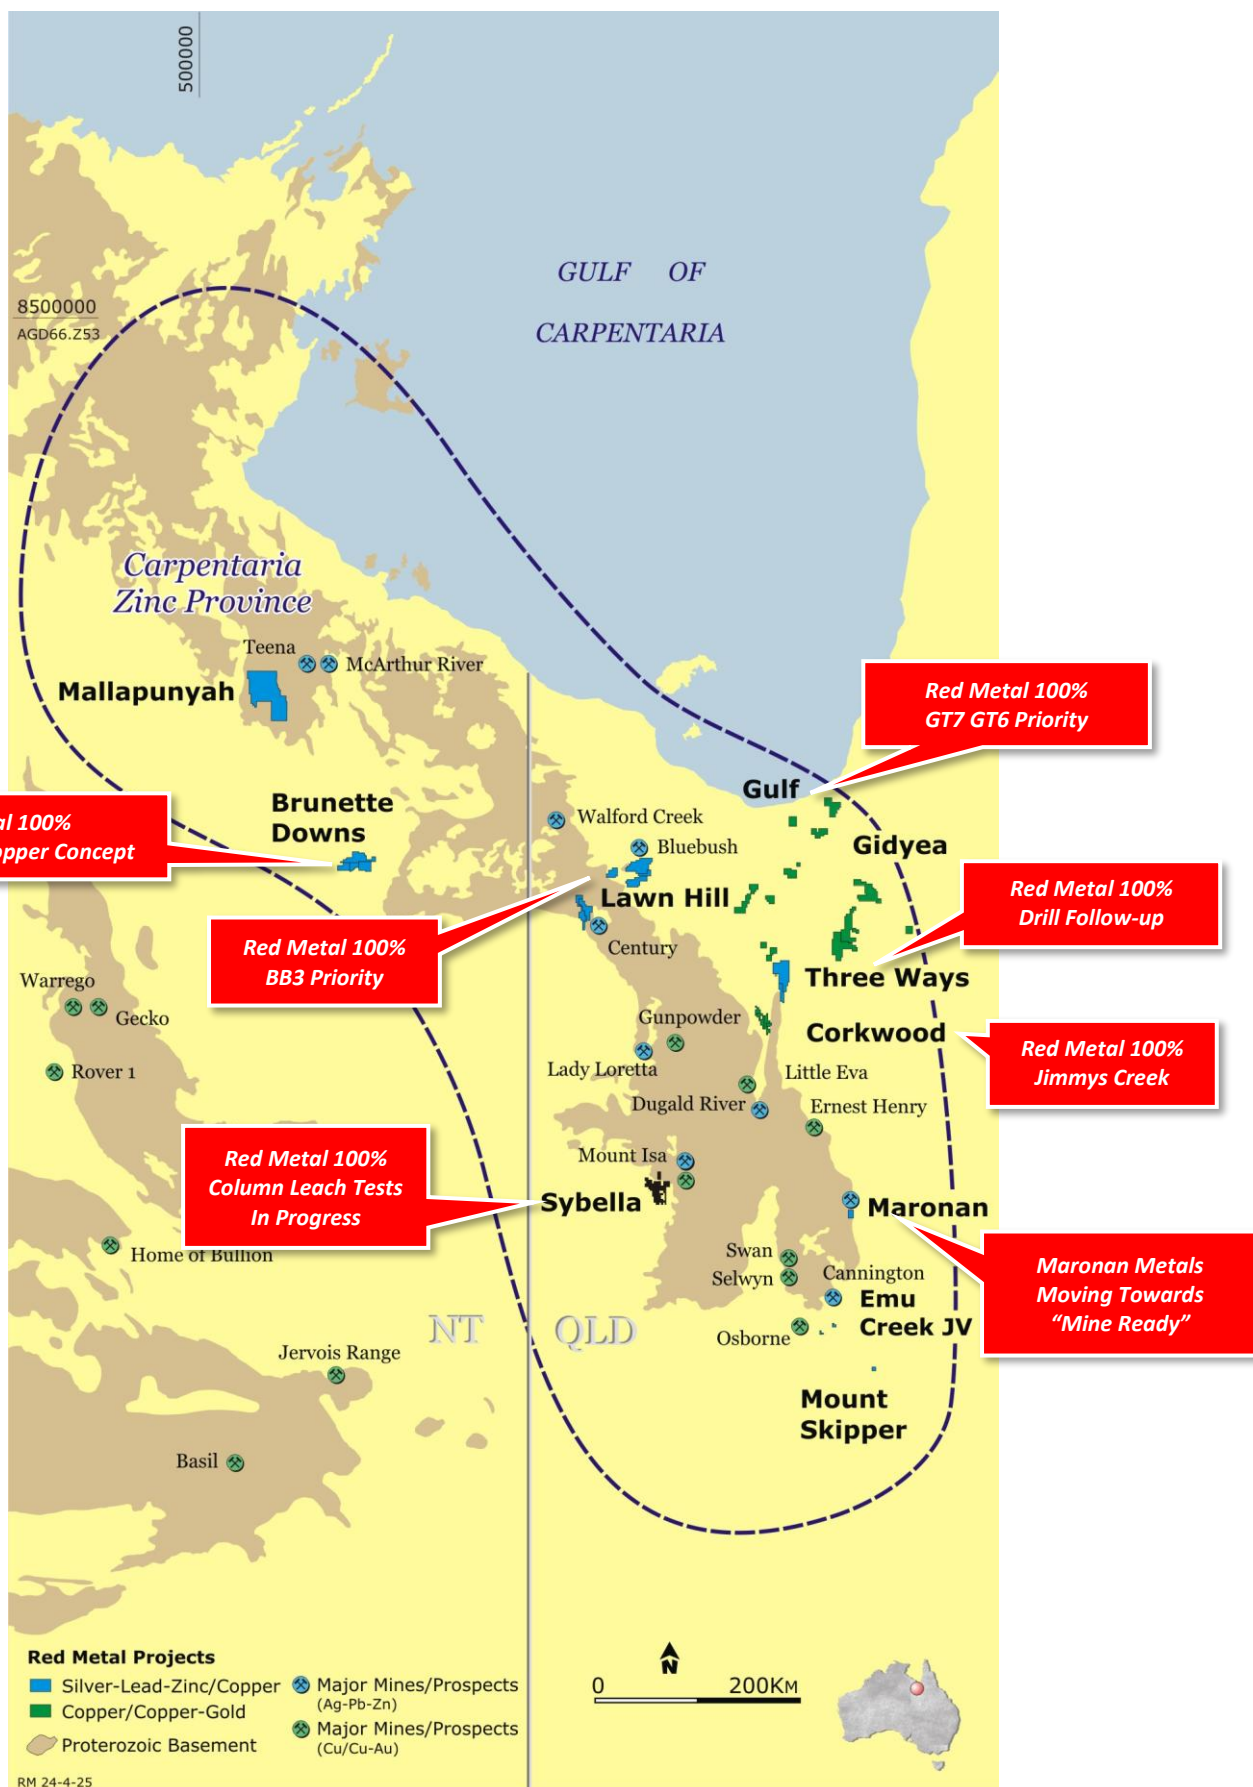 500000
GULF OF
CARPENTARIA
8500000
AGD66.Z53
Carpentaria
Zinc Province
Teena
McArthur River
Mallapunyah
Red Metal 100%
GT7 GT6 Priority
Gulf
Brunette
Downs
Walford Creek
Bluebush
Gidyea
al 100%
opper Concept
Lawn Hill
Red Metal 100%
Drill Follow-up
Century
Red Metal 100%
BB3 Priority
Three Ways
Warrego
Gecko
Gunpowder
Corkwood
Lady Loretta
Red Metal 100%
Jimmys Creek
Rover 1
Little Eva
Dugald River
Ernest Henry
Red Metal 100%
Column Leach Tests
In Progress
Mount Isa
Sybella
Maronan
Home of Bullion
Swan
Selwyn
Cannington
Maronan Metals
Moving Towards
“Mine Ready”
Emu
Creek JV
NT
QLD
Osborne
Jervois Range
Mount
Skipper
Basil
Red Metal Projects
Silver-Lead-Zinc/Copper
Copper/Copper-Gold
Proterozoic Basement
Major Mines/Prospects
(Ag-Pb-Zn)
Major Mines/Prospects
(Cu/Cu-Au)
N
0 200KM
RM 24-4-25